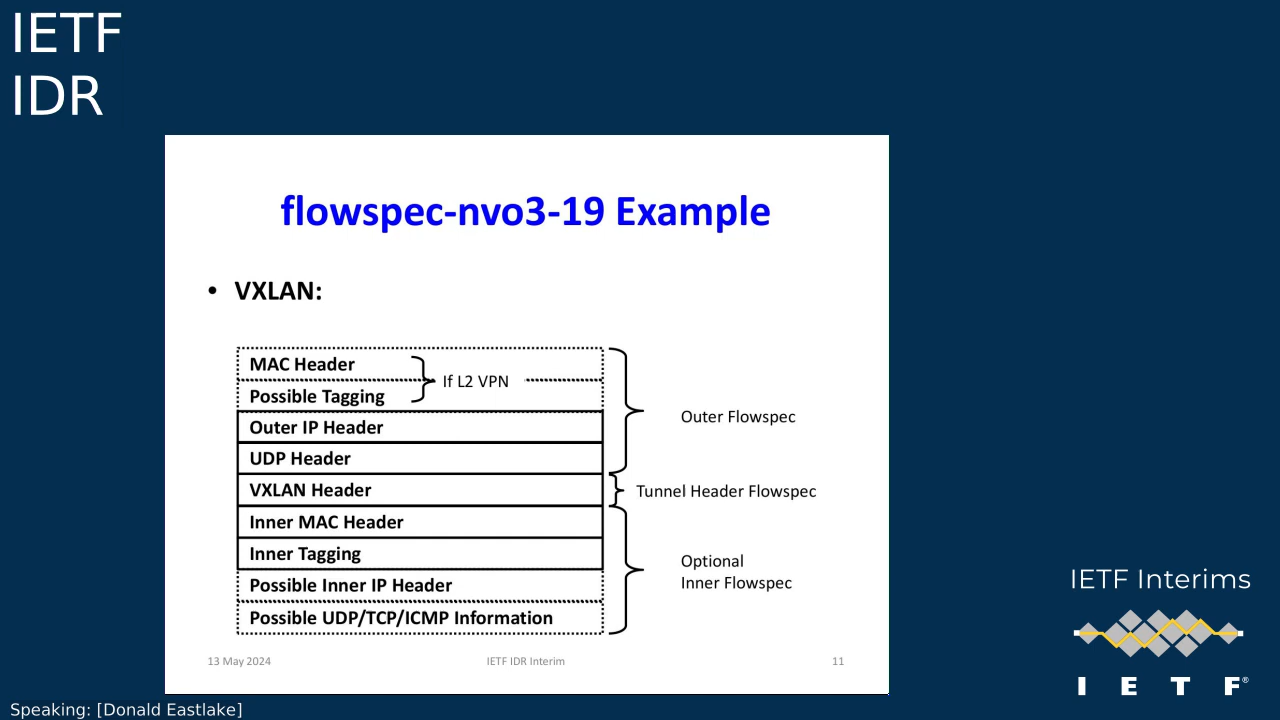 IETF
IDR
flowspec-nvo3-19 Example
• VXLAN:
MAC Header
If L2 VPN
Possible Tagging
Outer IP Header
UDP Header
VXLAN Header
Inner MAC Header
Inner Tagging
Possible Inner IP Header
Possible UDP/TCP/ICMP Information
Outer Flowspec
Tunnel Header Flowspec
Optional
Inner Flowspec
13 May 2024
IETF IDR Interim
11
IETF Interims
I E T F®
Speaking: [Donald Eastlake]